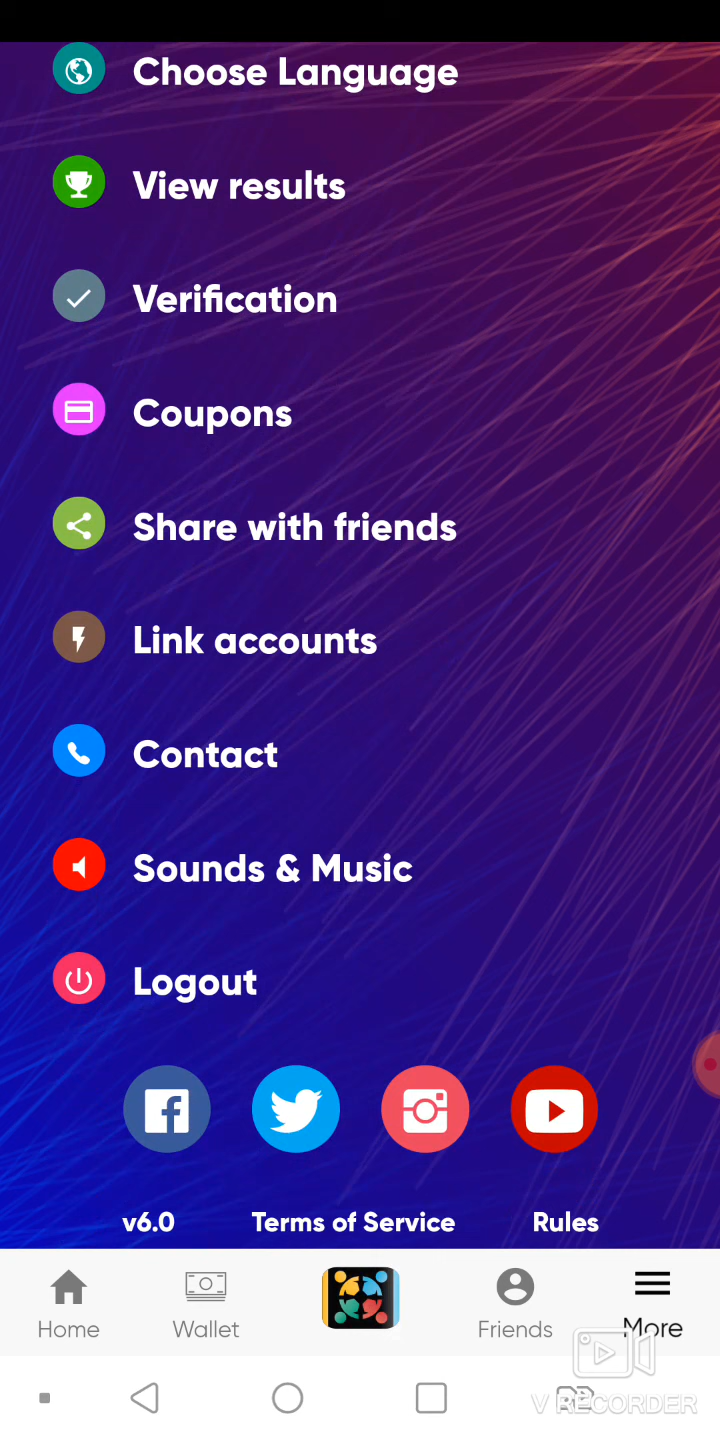 Choose Language
View results
Verification
Coupons
Share with friends
Link accounts
Contact
Sounds & Music
Logout
v6.0 Terms of Service Rules
Home Wallet Friends More
V RECORDER